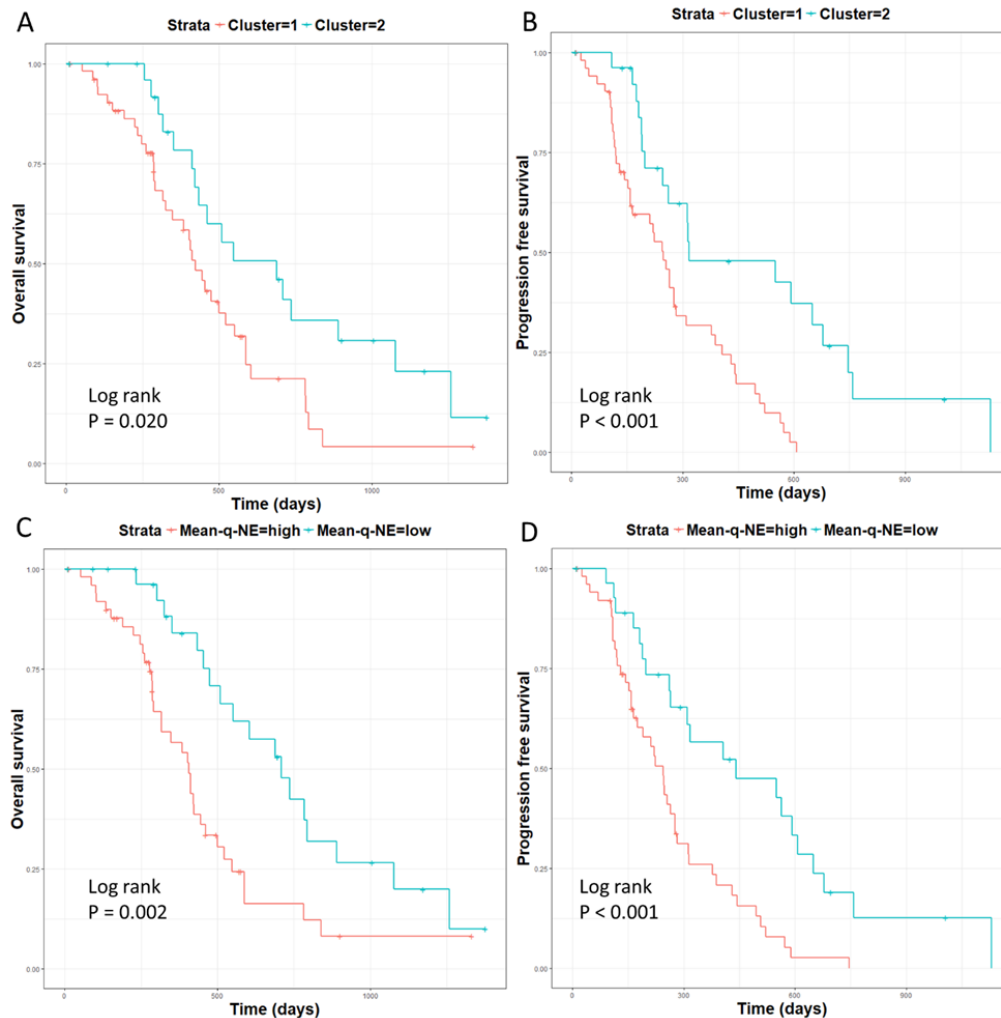 A
Strata Cluster=1 Cluster=2
Overall survival
1.00
0.75
0.50
0.25
0.00
Log rank
P = 0.020
0 500 1000
Time (days)
B
Strata Cluster=1 Cluster=2
Progression free survival
1.00
0.75
0.50
0.25
0.00
Log rank
P < 0.001
0 300 600 900
Time (days)
C
Strata Mean-q-NE=high Mean-q-NE=low
Overall survival
1.00
0.75
0.50
0.25
0.00
Log rank
P = 0.002
0 500 1000
Time (days)
D
Strata Mean-q-NE=high Mean-q-NE=low
Progression free survival
1.00
0.75
0.50
0.25
0.00
Log rank
P < 0.001
0 300 600 900
Time (days)